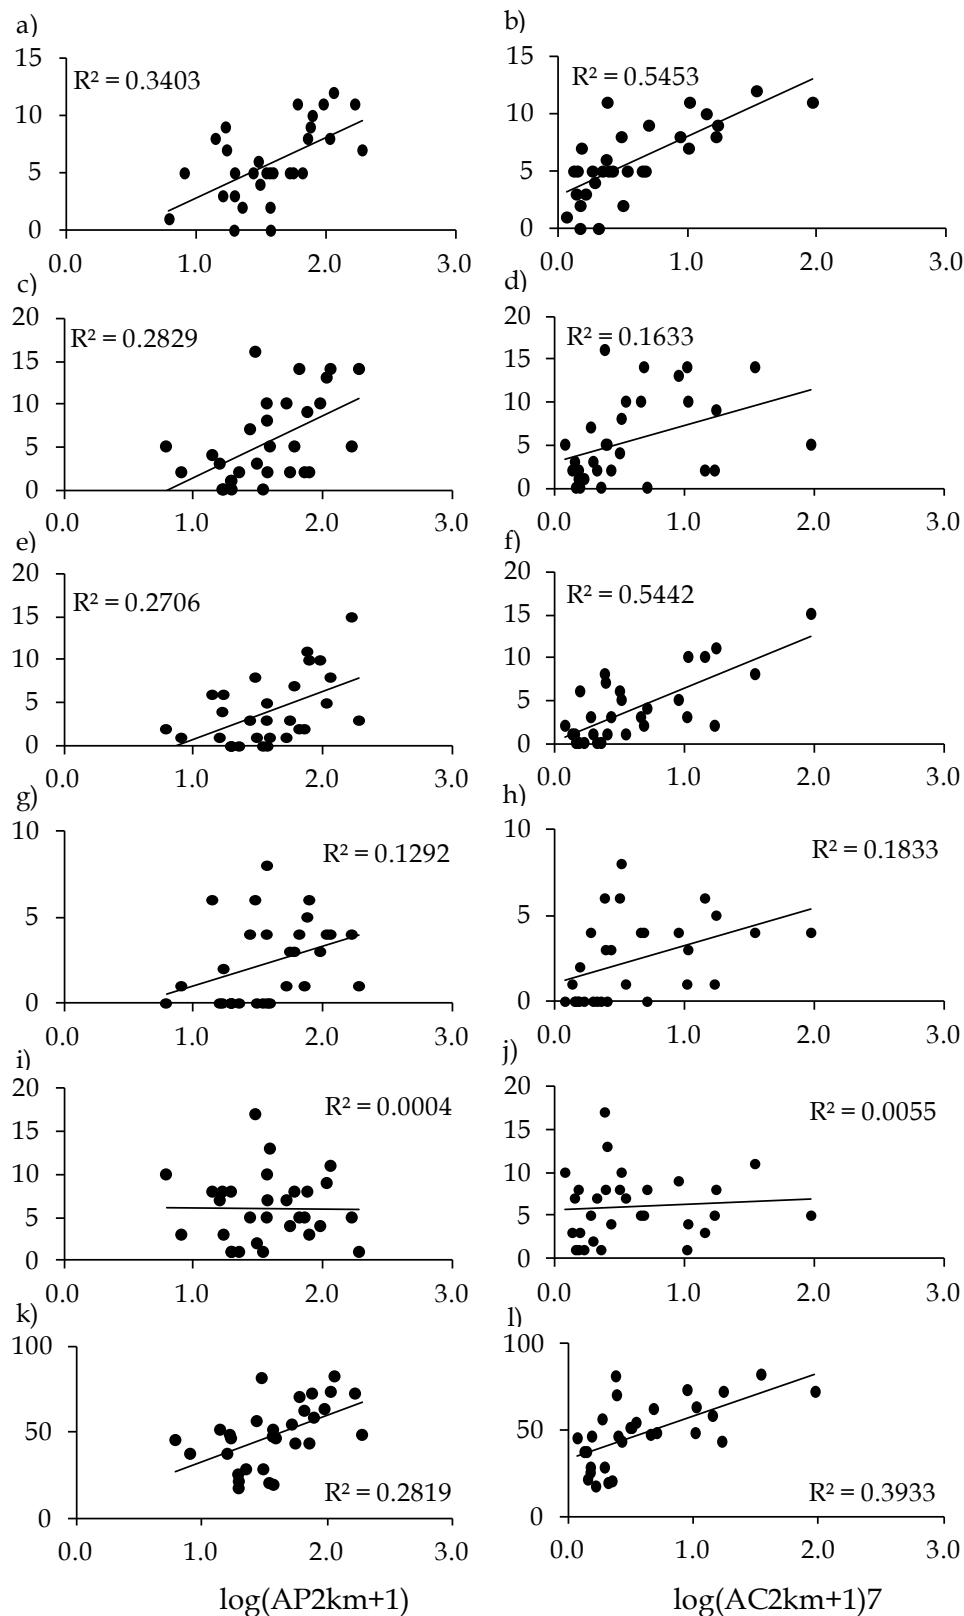 a)
R² = 0.3403
15
10
5
0
0.0 1.0 2.0 3.0
b)
R² = 0.5453
15
10
5
0
0.0 1.0 2.0 3.0
c)
R² = 0.2829
20
15
10
5
0
0.0 1.0 2.0 3.0
d)
R² = 0.1633
20
15
10
5
0
0.0 1.0 2.0 3.0
e)
R² = 0.2706
20
15
10
5
0
0.0 1.0 2.0 3.0
f)
R² = 0.5442
20
15
10
5
0
0.0 1.0 2.0 3.0
g)
R² = 0.1292
10
5
0
0.0 1.0 2.0 3.0
h)
R² = 0.1833
10
5
0
0.0 1.0 2.0 3.0
i)
R² = 0.0004
20
15
10
5
0
0.0 1.0 2.0 3.0
j)
R² = 0.0055
20
15
10
5
0
0.0 1.0 2.0 3.0
k)
100
50
0
R² = 0.2819
0.0 1.0 2.0 3.0
log(AP2km+1)
l)
100
50
0
R² = 0.3933
0.0 1.0 2.0 3.0
log(AC2km+1)7